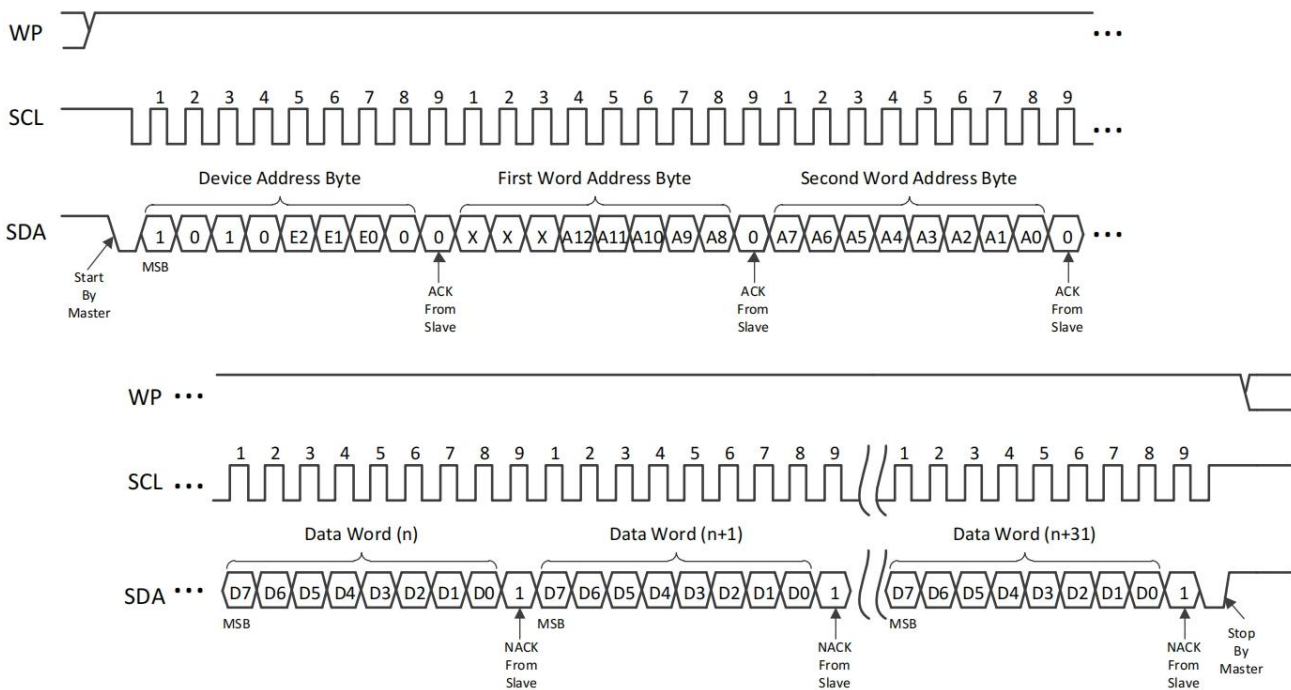 WP
...
1 2 3 4 5 6 7 8 9 1 2 3 4 5 6 7 8 9 1 2 3 4 5 6 7 8 9
SCL
...
Device Address Byte First Word Address Byte Second Word Address Byte
SDA 1 0 1 0 E2 E1 E0 0 0 X X X A12 A11 A10 A9 A8 0 A7 A6 A5 A4 A3 A2 A1 A0 0 ...
MSB
Start
By
Master
ACK
From
Slave
ACK
From
Slave
ACK
From
Slave
WP ...
1 2 3 4 5 6 7 8 9 1 2 3 4 5 6 7 8 9 1 2 3 4 5 6 7 8 9
SCL ...
Data Word (n) Data Word (n+1) Data Word (n+31)
SDA ... D7 D6 D5 D4 D3 D2 D1 D0 1 D7 D6 D5 D4 D3 D2 D1 D0 1 D7 D6 D5 D4 D3 D2 D1 D0 1
MSB MSB MSB
NACK
From
Slave
NACK
From
Slave
NACK
From
Slave
Stop
By
Master